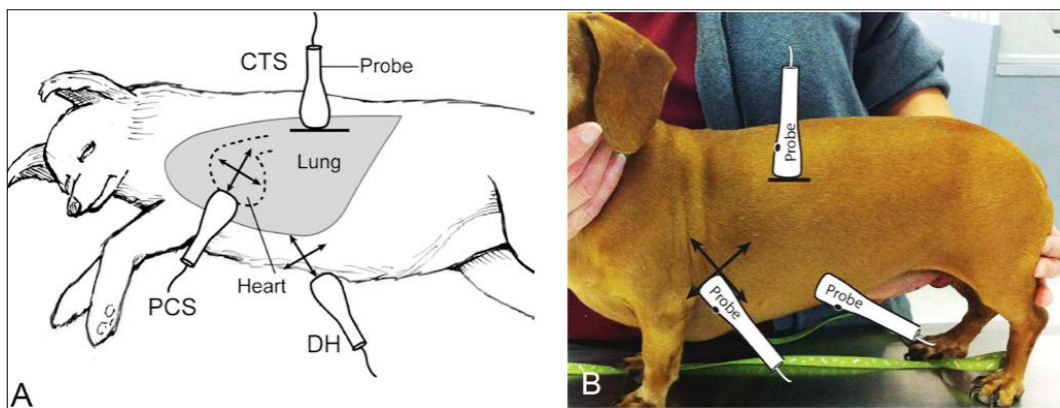 CTS
Probe
Lung
Heart
PCS
DH
A
Probe
Probe
Probe
B